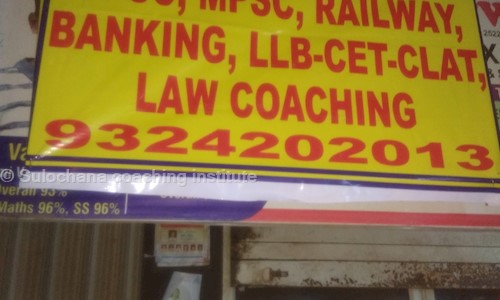 MPSC, RAILWAY,
BANKING, LLB-CET-CLAT,
LAW COACHING
9324202013
© Sulochana coaching institute
Overall 93%
Maths 96%, SS 96%